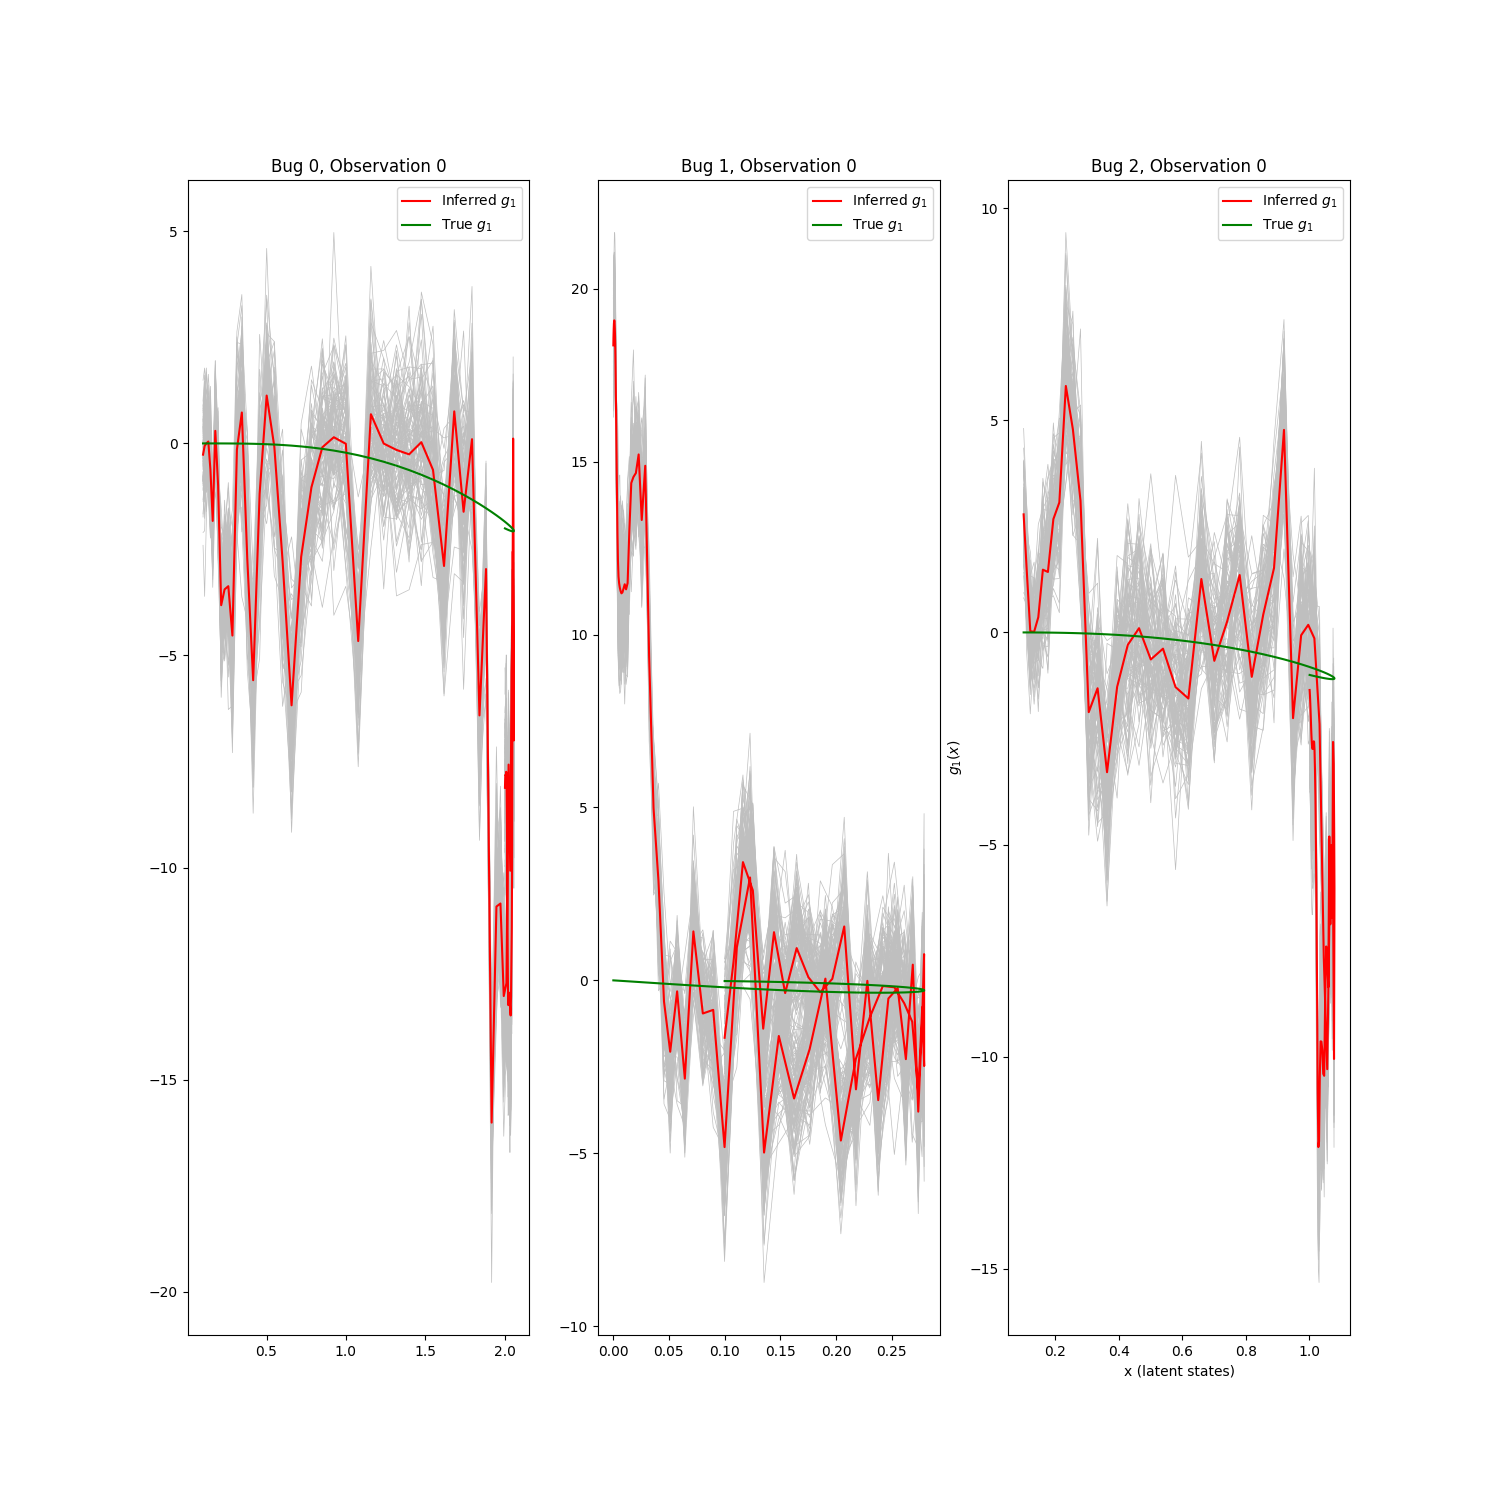 Bug 0, Observation 0
Inferred g₁
True g₁
5
0
−5
−10
−15
−20
0.5 1.0 1.5 2.0
Bug 1, Observation 0
Inferred g₁
True g₁
20
15
10
5
0
−5
−10
0.00 0.05 0.10 0.15 0.20 0.25
Bug 2, Observation 0
Inferred g₁
True g₁
g₁(x)
10
5
0
−5
−10
−15
0.2 0.4 0.6 0.8 1.0
x (latent states)